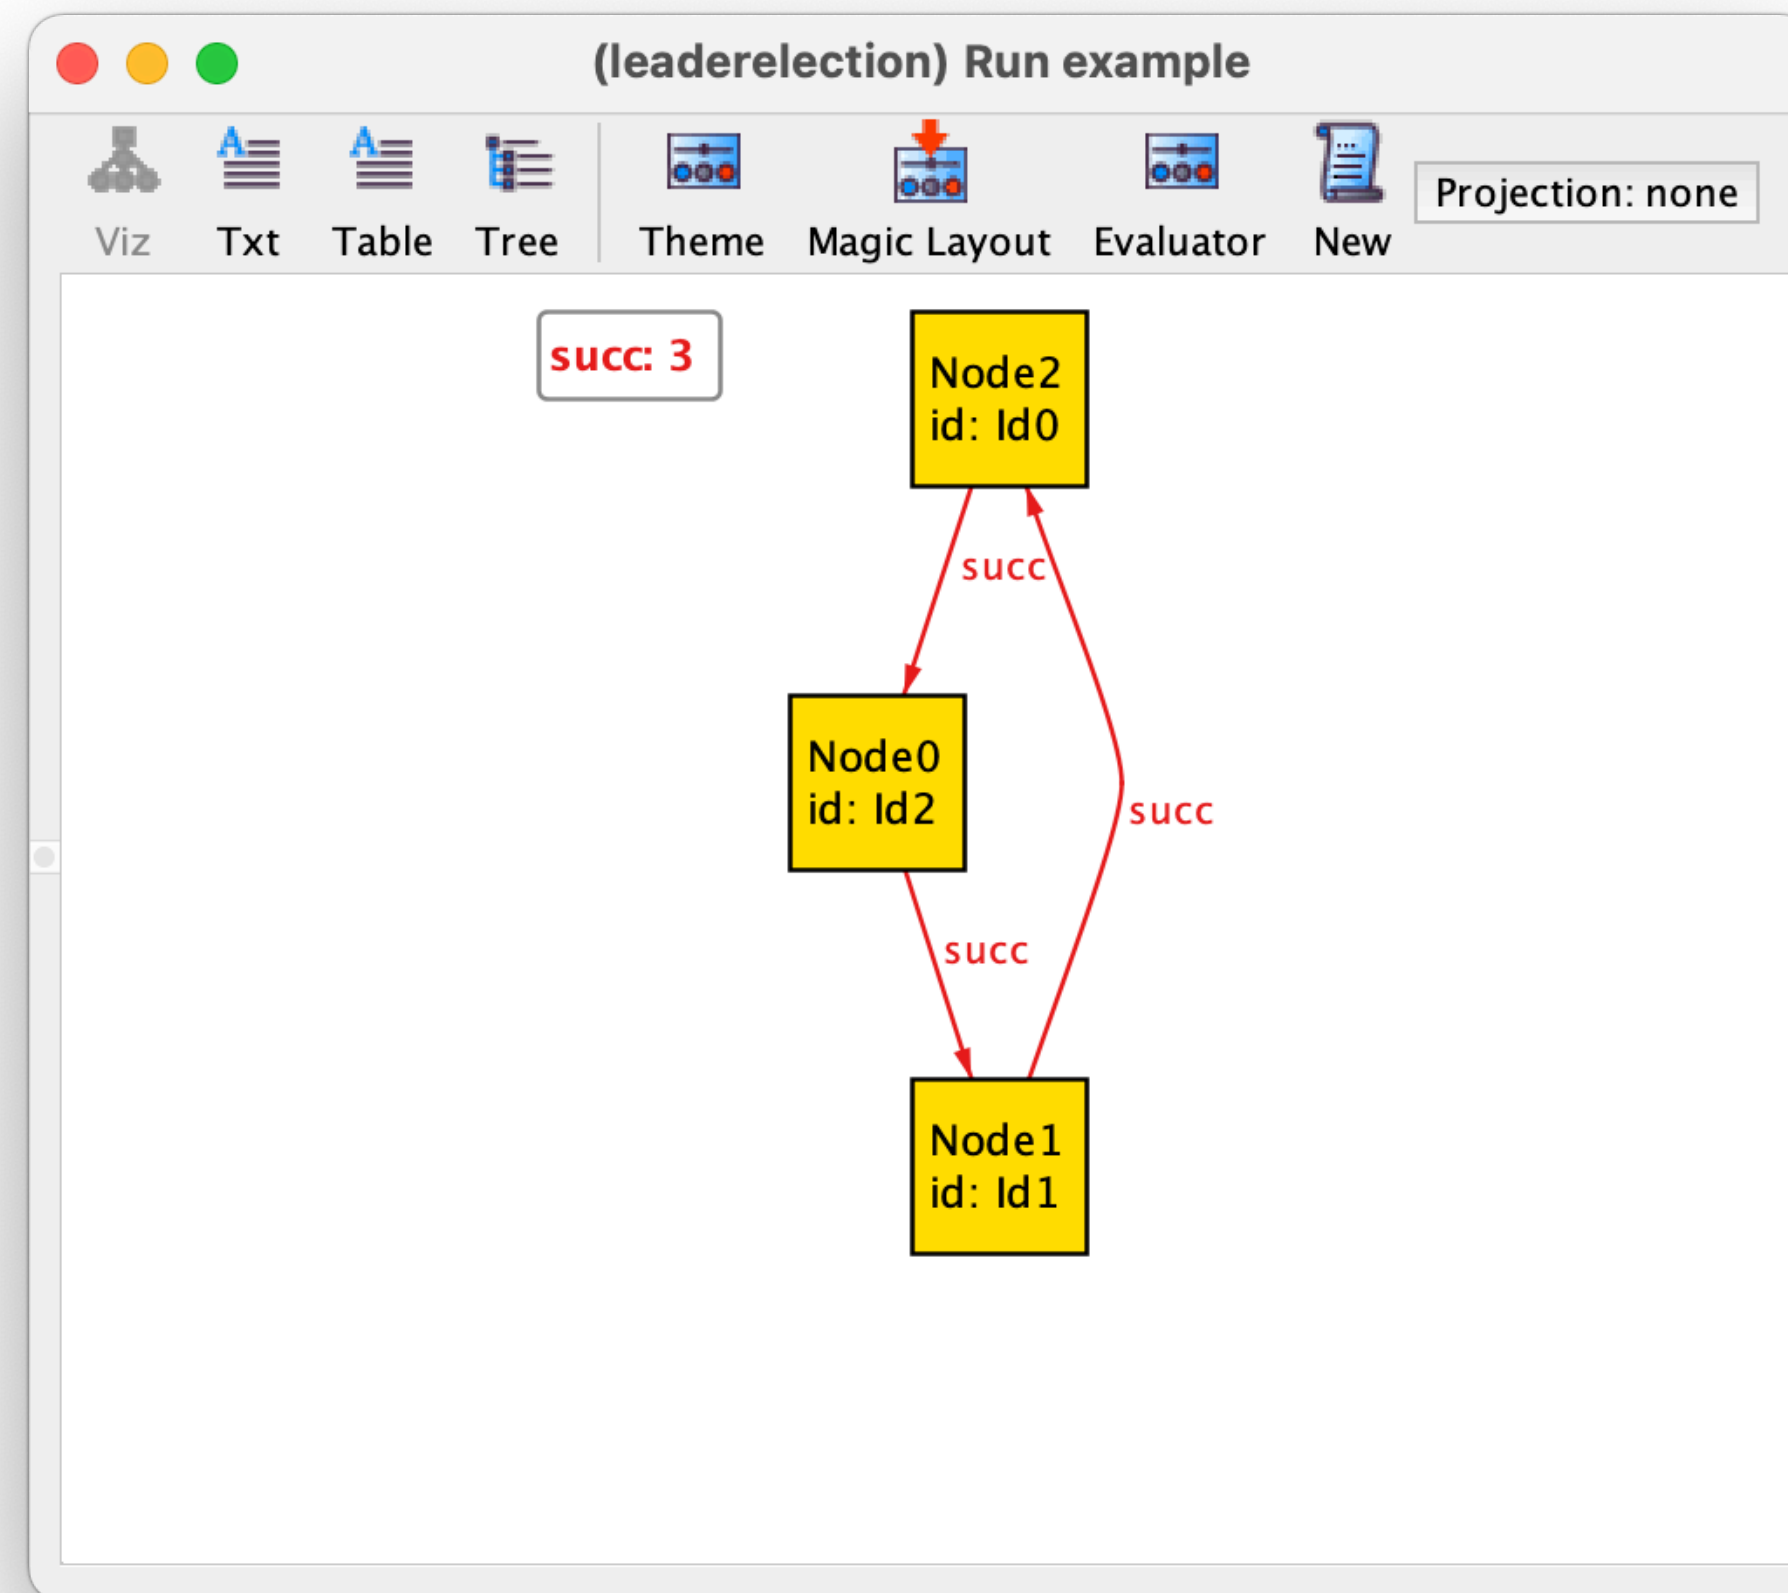 (leaderelection) Run example
Viz Txt Table Tree Theme Magic Layout Evaluator New Projection: none
succ: 3
Node2
id: Id0
succ
Node0
id: Id2
succ
succ
Node1
id: Id1